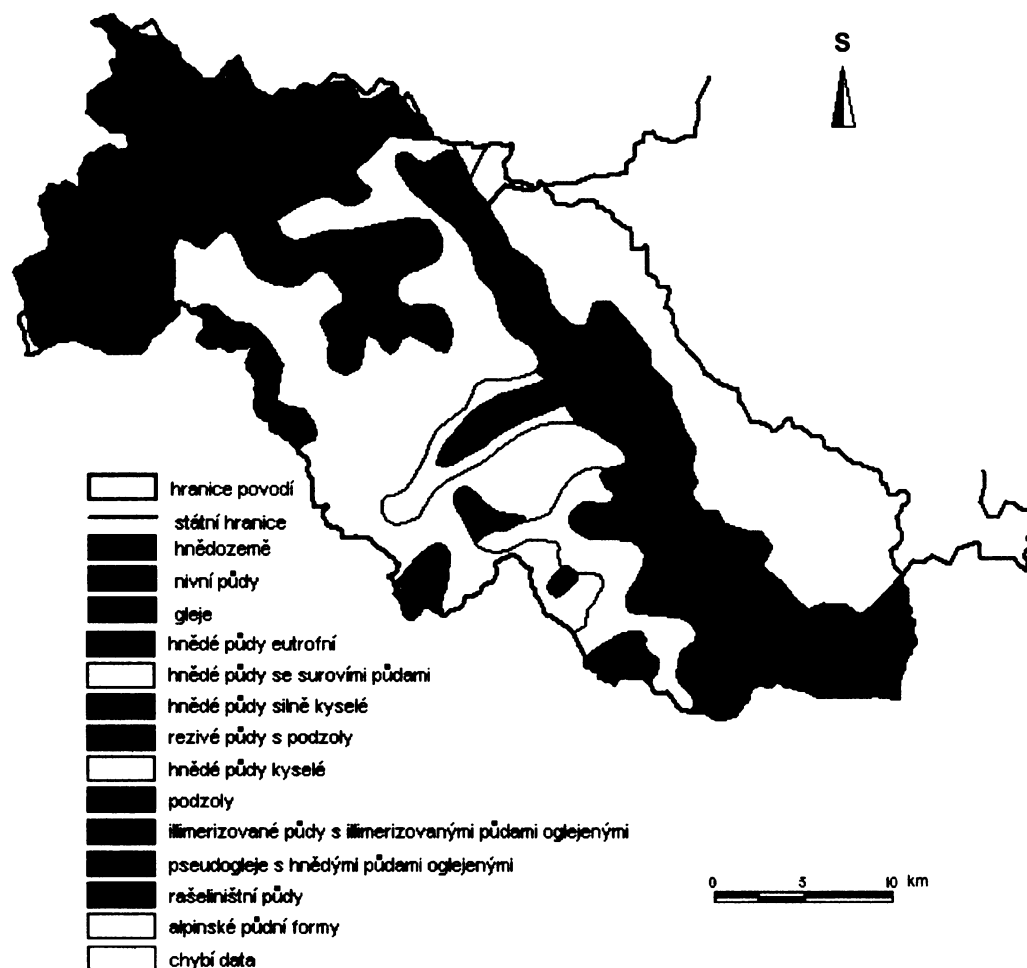 S
hranice povodí
státní hranice
hnědozemě
nivní půdy
gleje
hnědé půdy eutrofní
hnědé půdy se surovími půdami
hnědé půdy silně kyselé
rezivé půdy s podzoly
hnědé půdy kyselé
podzoly
illimerizované půdy s illimerizovanými půdami oglejenými
pseudogleje s hnědými půdami oglejenými
rašeliništní půdy
alpinské půdní formy
chybí data
0 5 10 km